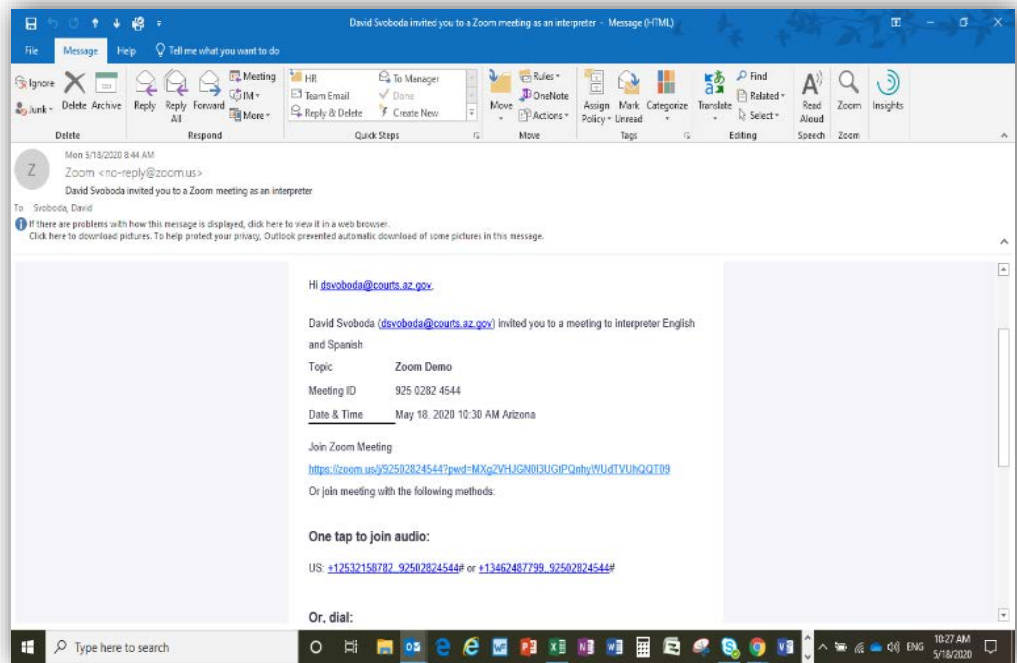 David Svoboda invited you to a Zoom meeting as an interpreter - Message (HTML)
File Message Help Tell me what you want to do
Ignore
Junk
Delete
Archive
Reply
Reply All
Forward
Meeting
IM
More
HR
Team Email
Reply & Delete
To Manager
Done
Create New
Move
Rules
OneNote
Actions
Assign Policy
Mark Unread
Categorize
Translate
Find
Related
Select
Read Aloud
Zoom
Insights
Delete Respond Quick Steps Move Tags Editing Speech Zoom
Mon 5/18/2020 8:44 AM
Z
Zoom <no-reply@zoom.us>
David Svoboda invited you to a Zoom meeting as an interpreter
To Svoboda, David
If there are problems with how this message is displayed, click here to view it in a web browser.
Click here to download pictures. To help protect your privacy, Outlook prevented automatic download of some pictures in this message.
Hi dsvoboda@courts.az.gov,
David Svoboda (dsvoboda@courts.az.gov) invited you to a meeting to interpreter English
and Spanish
Topic Zoom Demo
Meeting ID 925 0282 4544
Date & Time May 18, 2020 10:30 AM Arizona
Join Zoom Meeting
Or join meeting with the following methods:
One tap to join audio:
US: +12532158782,,92502824544# or +13462487799,,92502824544#
Or, dial:
Type here to search
ENG
10:27 AM
5/18/2020